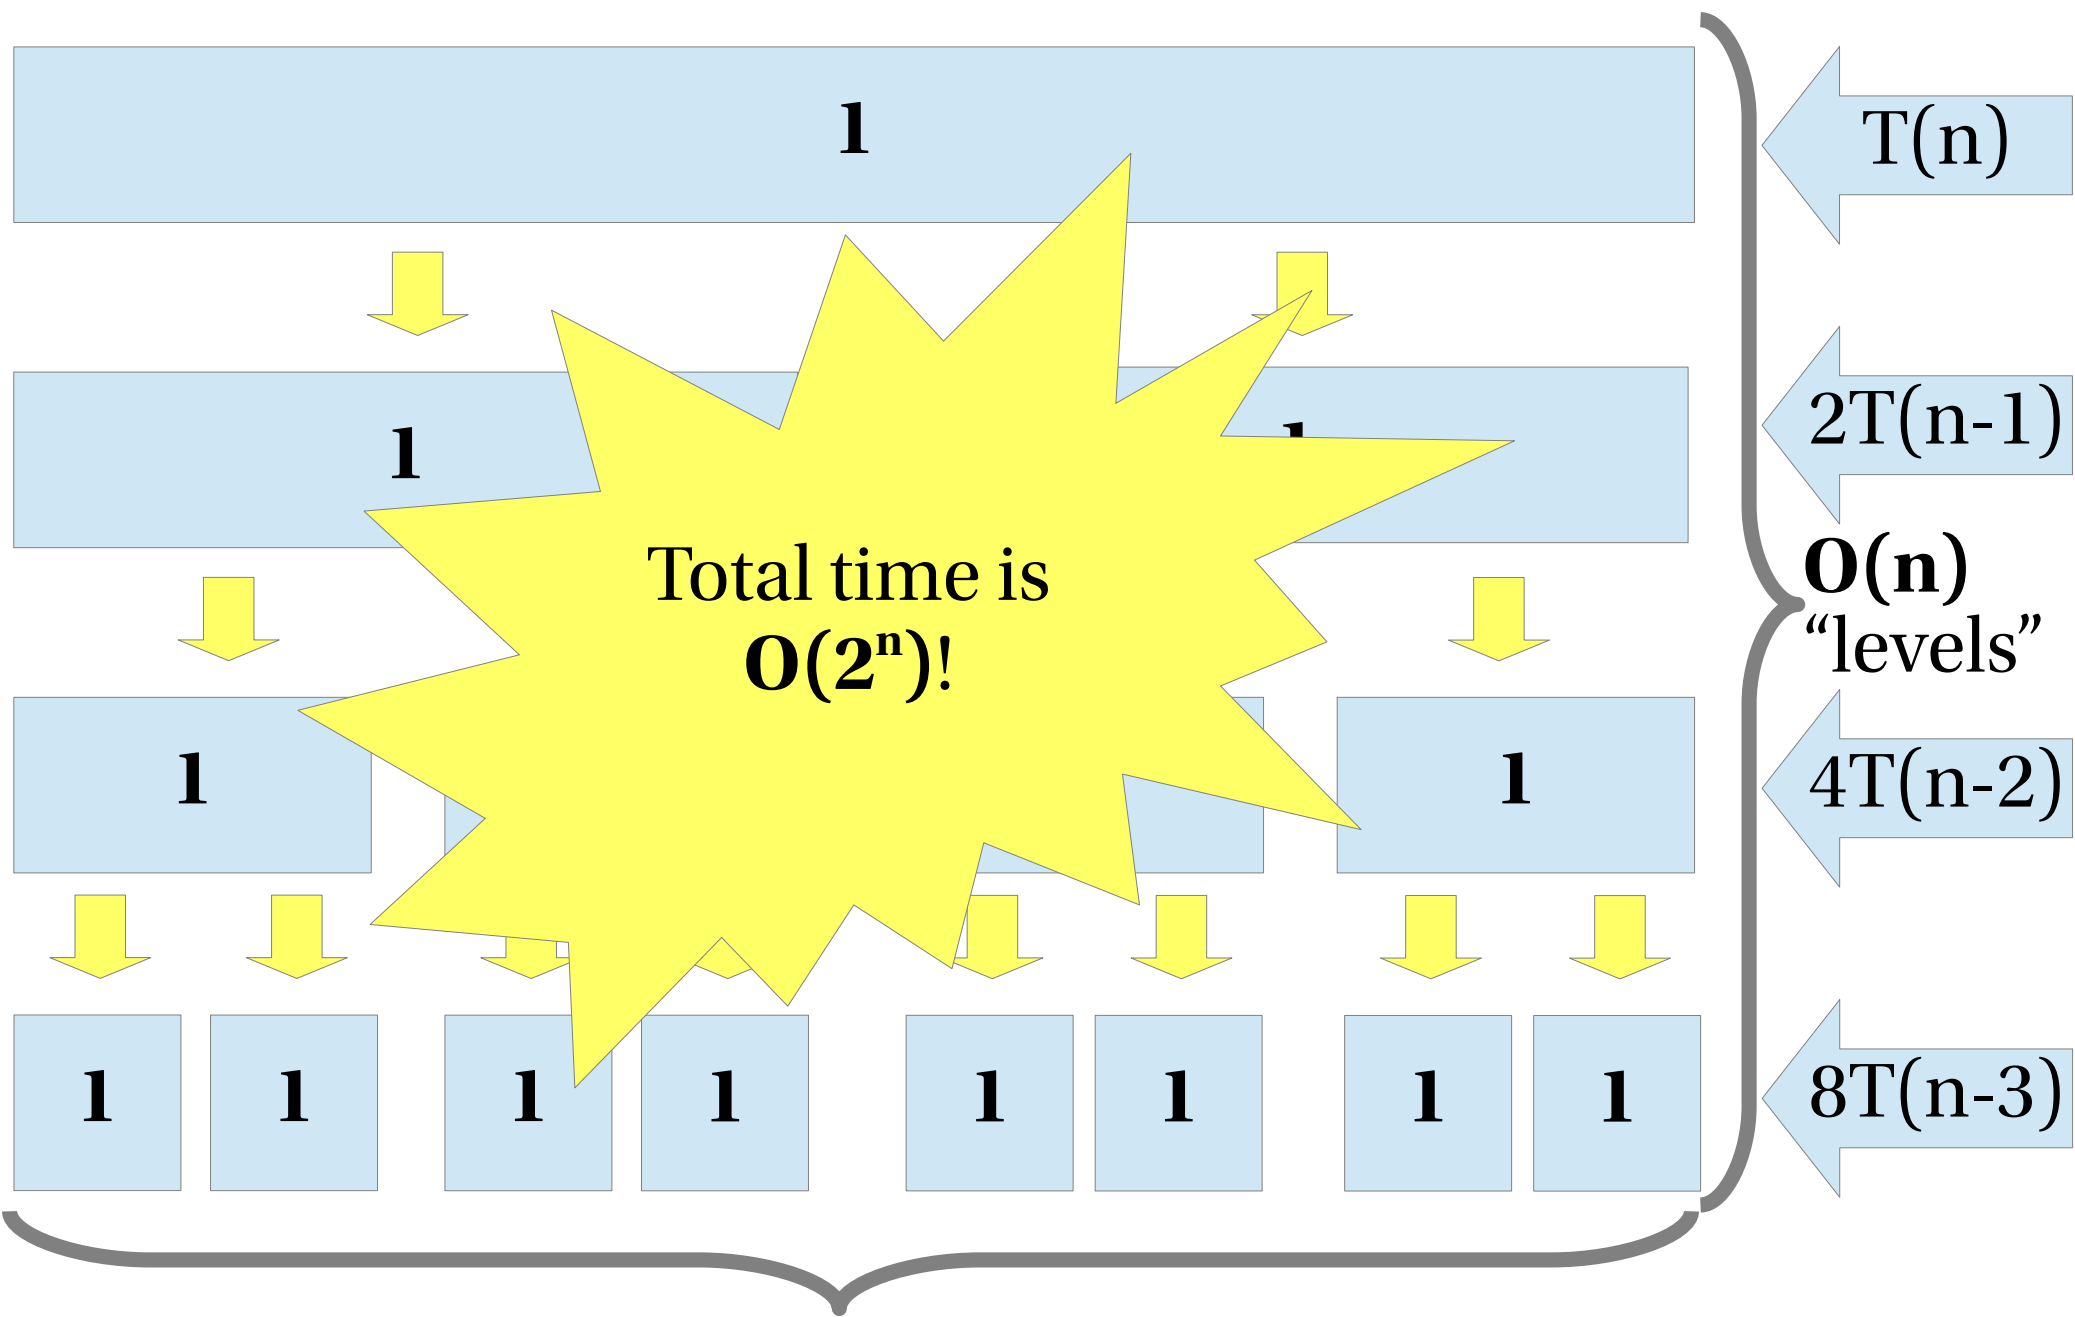 1
T(n)
1
2T(n-1)
Total time is
O(2ⁿ)!
O(n)
“levels”
1
1
4T(n-2)
1
1
1
1
1
1
1
1
8T(n-3)